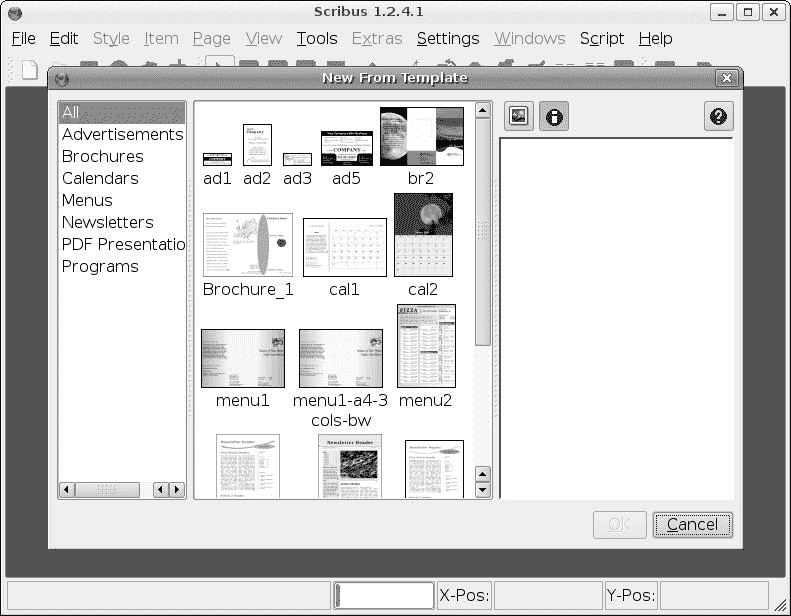 Scribus 1.2.4.1
File Edit Style Item Page View Tools Extras Settings Windows Script Help
New From Template
All
Advertisements
Brochures
Calendars
Menus
Newsletters
PDF Presentatio
Programs
ad1 ad2 ad3 ad5 br2
Brochure_1 cal1 cal2
PIZZA
menu1 menu1-a4-3 menu2
cols-bw
Newsletter Header
OK Cancel
X-Pos: Y-Pos: